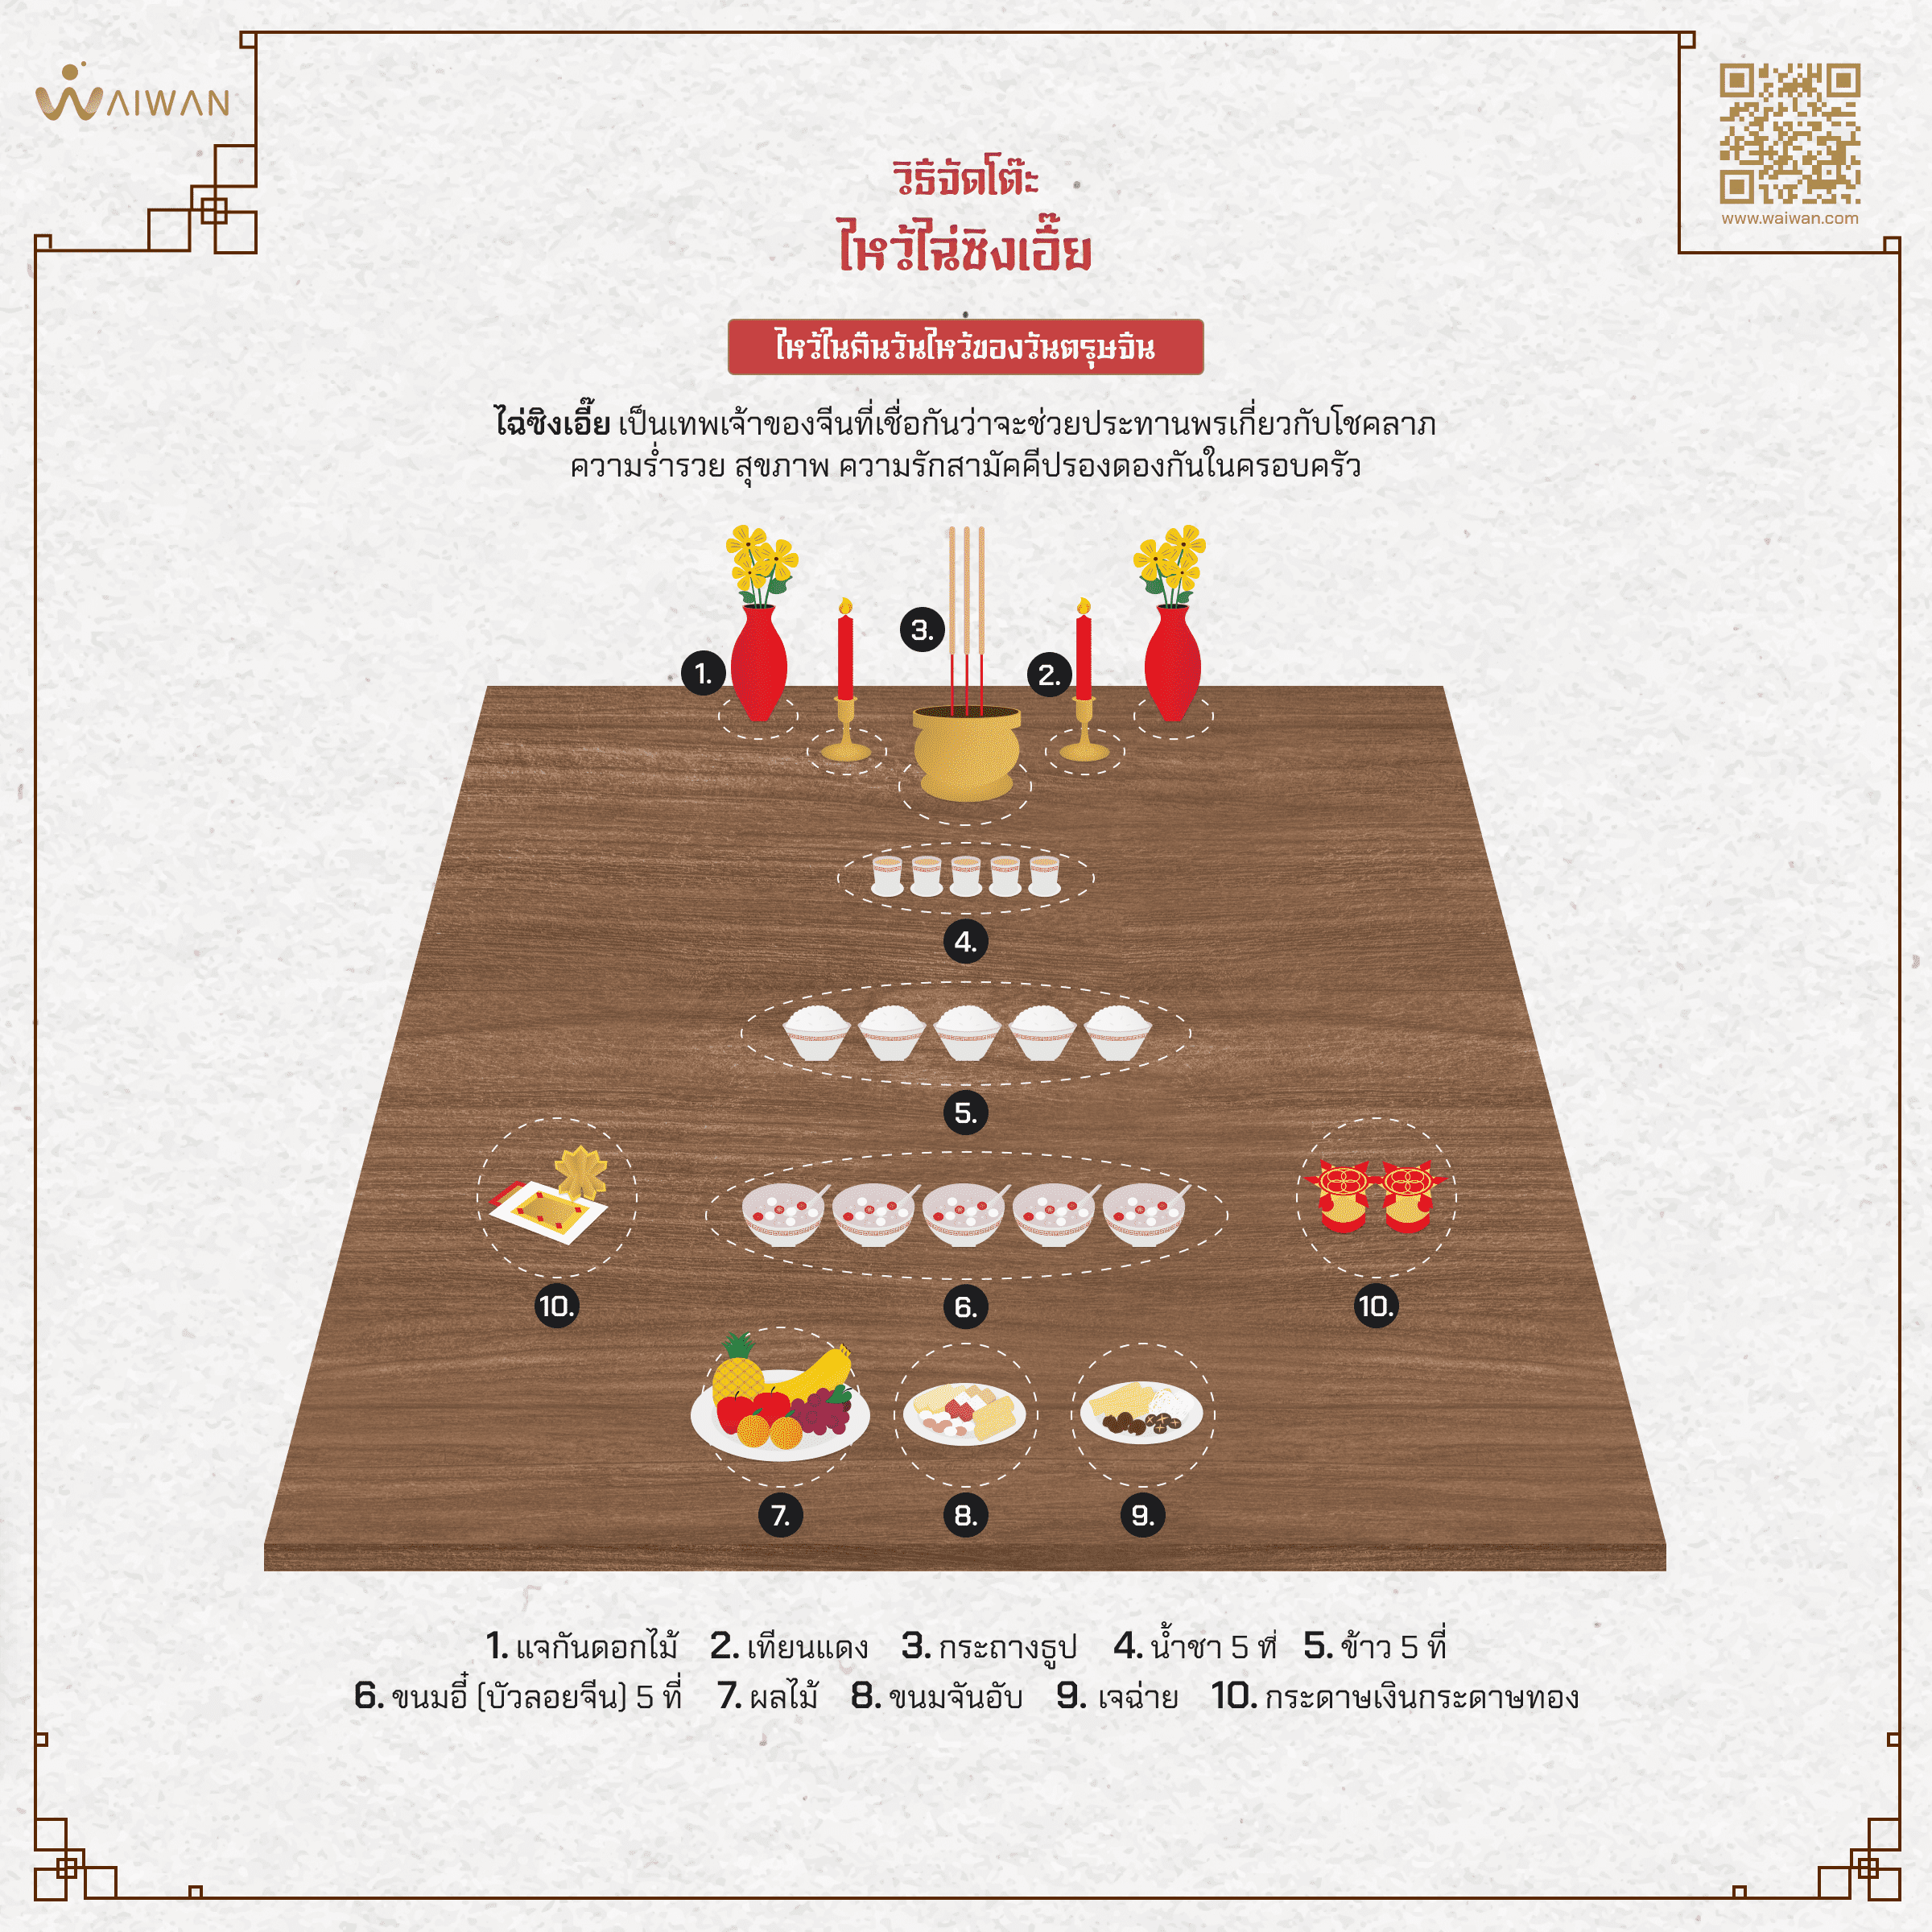 WAIWAN
www.waiwan.com
วิธีจัดโต๊ะ
ไหว้ไฉ่ซิงเอี๊ย
ไหว้ในคืนวันไหว้ของวันตรุษจีน
ไฉ่ซิงเอี๊ย เป็นเทพเจ้าของจีนที่เชื่อกันว่าจะช่วยประทานพรเกี่ยวกับโชคลาภ
ความร่ำรวย สุขภาพ ความรักสามัคคีปรองดองกันในครอบครัว
3.
1.
2.
4.
5.
10.
6.
10.
7.
8.
9.
1. แจกันดอกไม้ 2. เทียนแดง 3. กระถางธูป 4. น้ำชา 5 ที่ 5. ข้าว 5 ที่
6. ขนมอี๋ (บัวลอยจีน) 5 ที่ 7. ผลไม้ 8. ขนมจันอับ 9. เจฉ่าย 10. กระดาษเงินกระดาษทอง